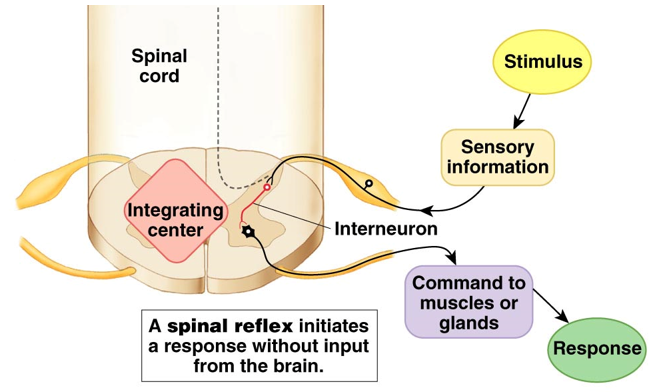 Spinal
cord
Stimulus
Sensory
information
Integrating
center
Interneuron
Command to
muscles or
glands
Response
A spinal reflex initiates
a response without input
from the brain.